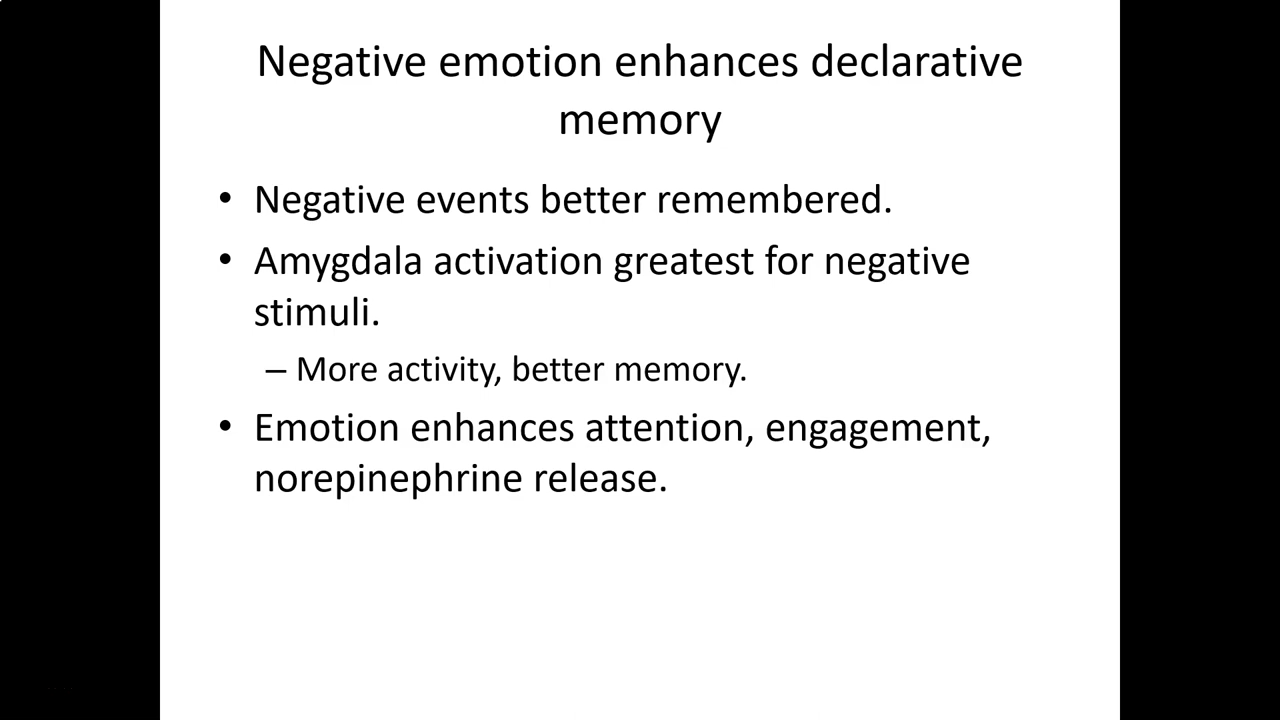 Negative emotion enhances declarative
memory
• Negative events better remembered.
• Amygdala activation greatest for negative
stimuli.
– More activity, better memory.
• Emotion enhances attention, engagement,
norepinephrine release.